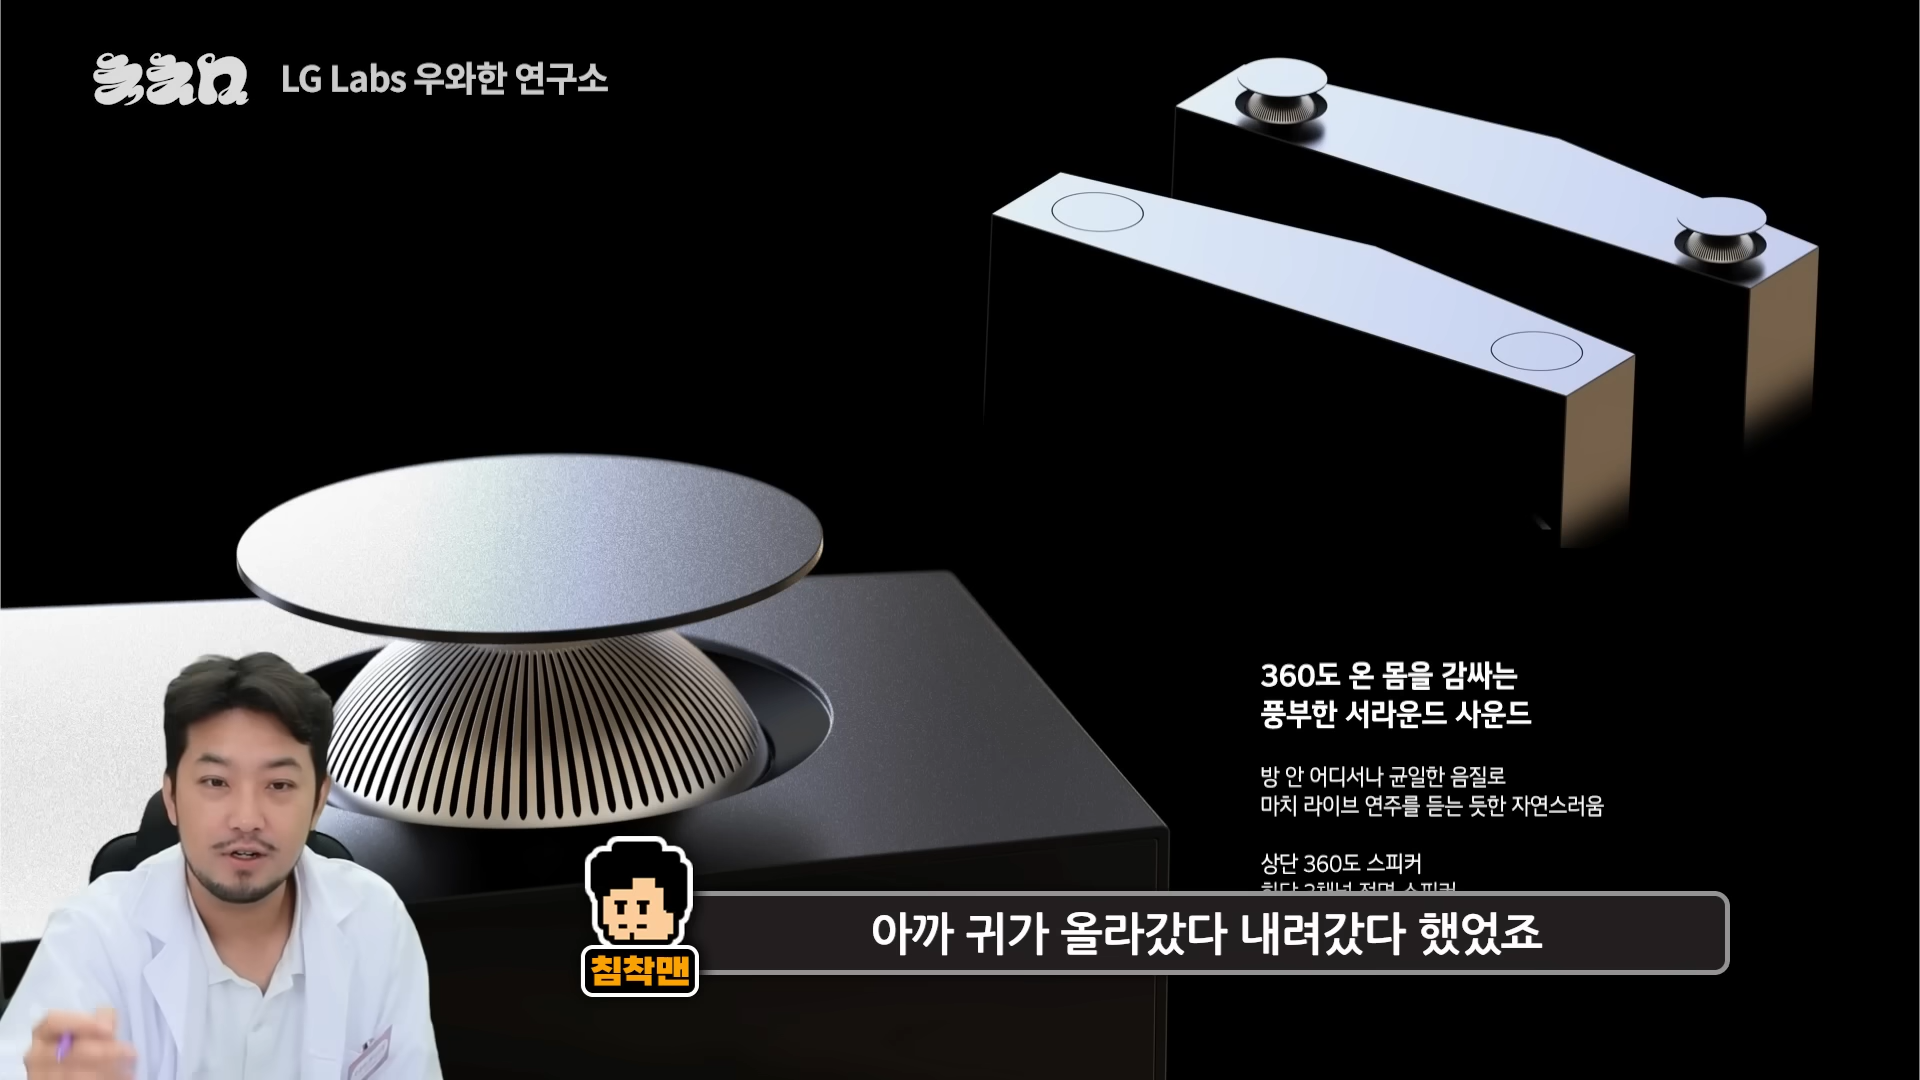 LG Labs 우와한 연구소
360도 온 몸을 감싸는
풍부한 서라운드 사운드
방 안 어디서나 균일한 음질로
마치 라이브 연주를 듣는 듯한 자연스러움
상단 360도 스피커
아까 귀가 올라갔다 내려갔다 했었죠
침착맨